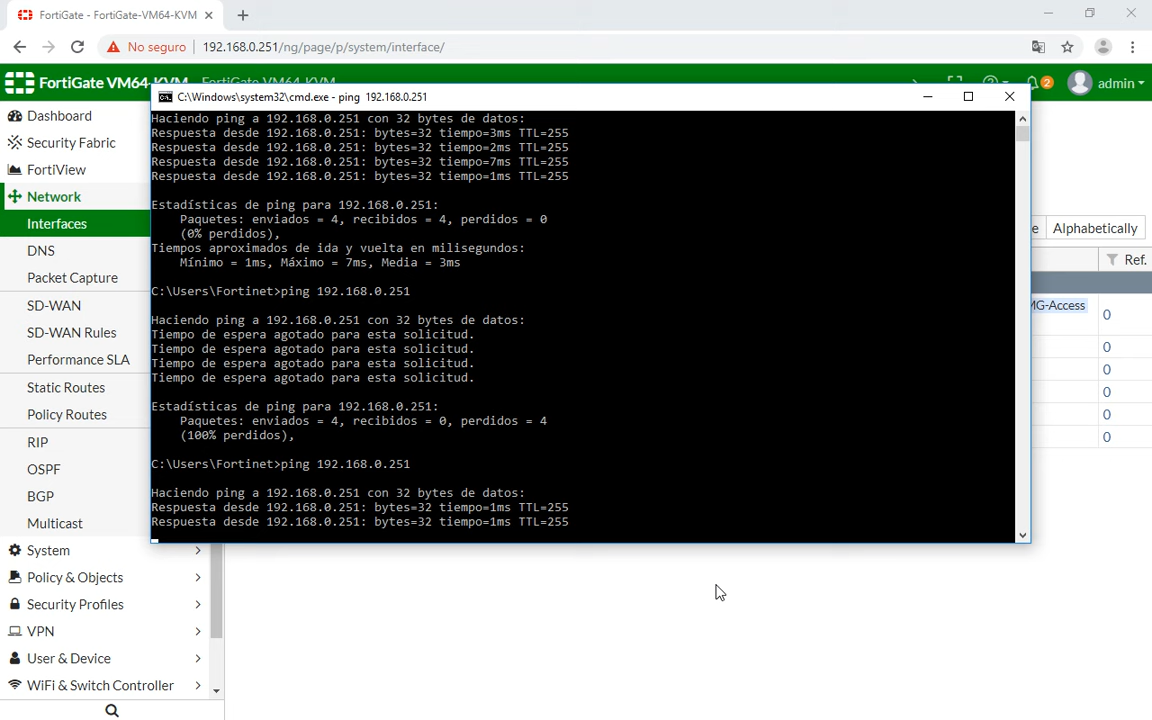 FortiGate - FortiGate-VM64-KVM
No seguro
192.168.0.251/ng/page/p/system/interface/
FortiGate VM64-KVM FortiGate VM64-KVM
2
admin
C:\Windows\system32\cmd.exe - ping 192.168.0.251
Dashboard
Security Fabric
FortiView
Network
Interfaces
DNS
Packet Capture
SD-WAN
SD-WAN Rules
Performance SLA
Static Routes
Policy Routes
RIP
OSPF
BGP
Multicast
System
Policy & Objects
Security Profiles
VPN
User & Device
WiFi & Switch Controller
Haciendo ping a 192.168.0.251 con 32 bytes de datos:
Respuesta desde 192.168.0.251: bytes=32 tiempo=3ms TTL=255
Respuesta desde 192.168.0.251: bytes=32 tiempo=2ms TTL=255
Respuesta desde 192.168.0.251: bytes=32 tiempo=7ms TTL=255
Respuesta desde 192.168.0.251: bytes=32 tiempo=1ms TTL=255
Estadísticas de ping para 192.168.0.251:
Paquetes: enviados = 4, recibidos = 4, perdidos = 0
(0% perdidos),
Tiempos aproximados de ida y vuelta en milisegundos:
Mínimo = 1ms, Máximo = 7ms, Media = 3ms
C:\Users\Fortinet>ping 192.168.0.251
Haciendo ping a 192.168.0.251 con 32 bytes de datos:
Tiempo de espera agotado para esta solicitud.
Tiempo de espera agotado para esta solicitud.
Tiempo de espera agotado para esta solicitud.
Tiempo de espera agotado para esta solicitud.
Estadísticas de ping para 192.168.0.251:
Paquetes: enviados = 4, recibidos = 0, perdidos = 4
(100% perdidos),
C:\Users\Fortinet>ping 192.168.0.251
Haciendo ping a 192.168.0.251 con 32 bytes de datos:
Respuesta desde 192.168.0.251: bytes=32 tiempo=1ms TTL=255
Respuesta desde 192.168.0.251: bytes=32 tiempo=1ms TTL=255
e Alphabetically
Ref.
MG-Access
0
0
0
0
0
0